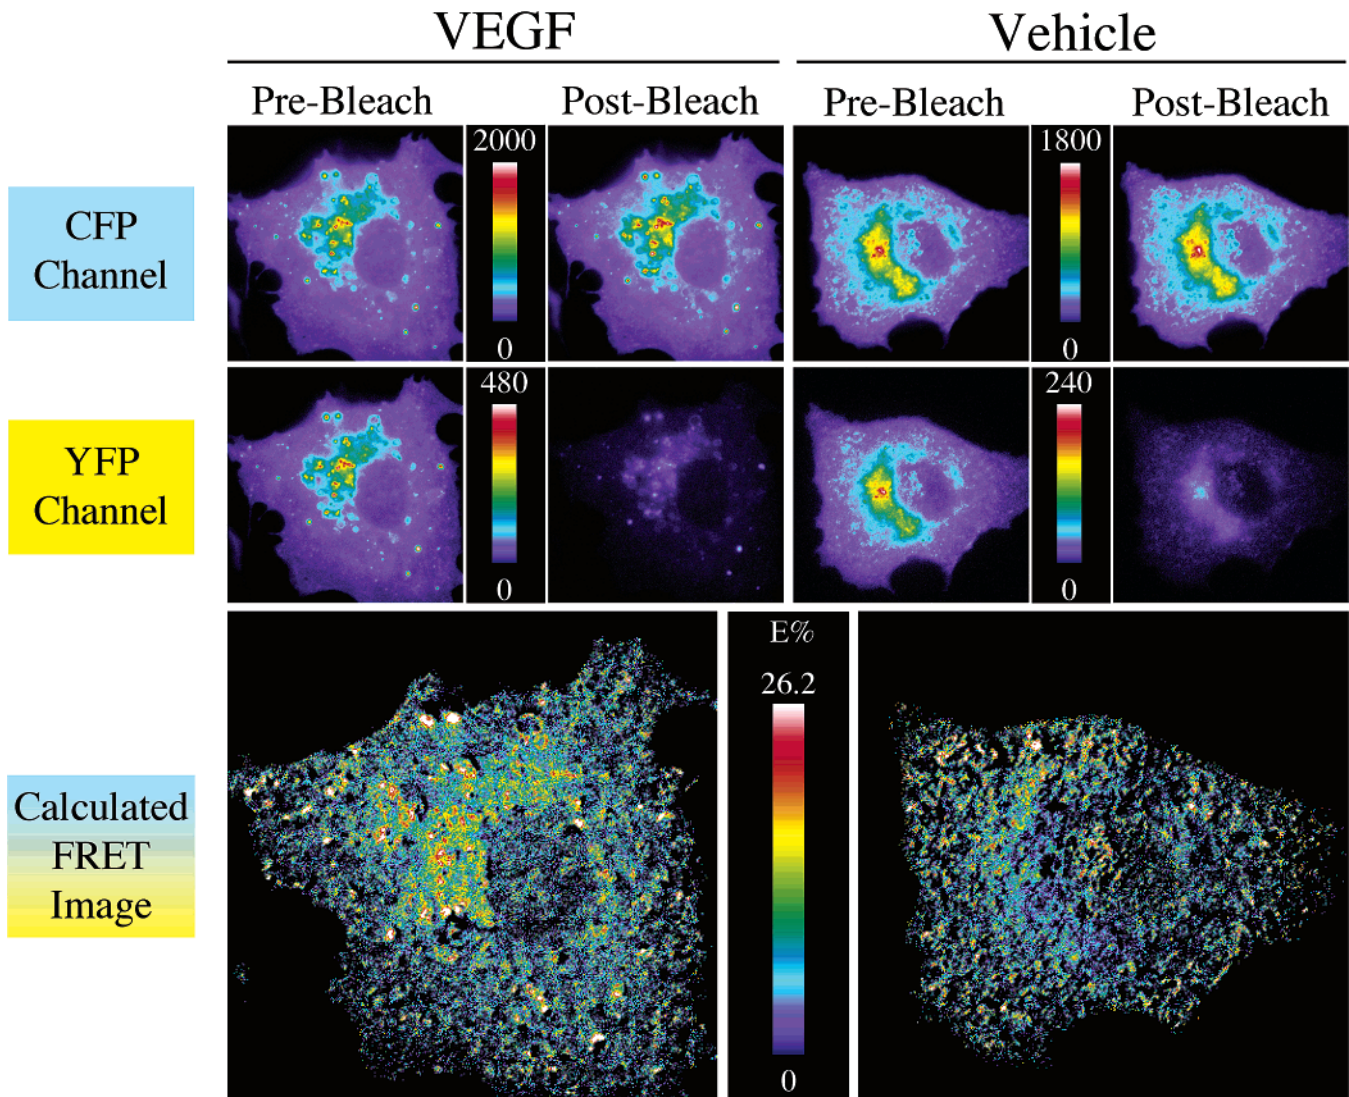 VEGF
Vehicle
Pre-Bleach
Post-Bleach
Pre-Bleach
Post-Bleach
CFP
Channel
2000
0
1800
0
YFP
Channel
480
0
240
0
Calculated
FRET
Image
E%
26.2
0